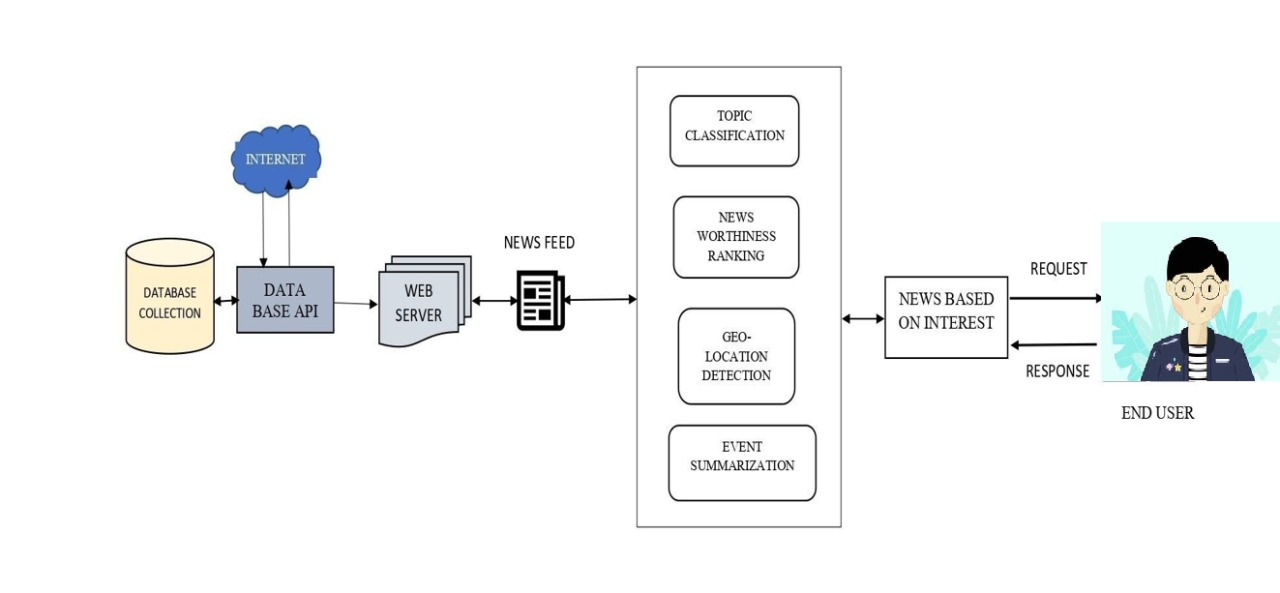 INTERNET
DATABASE
COLLECTION
DATA
BASE API
WEB
SERVER
NEWS FEED
TOPIC
CLASSIFICATION
NEWS
WORTHINESS
RANKING
GEO-
LOCATION
DETECTION
EVENT
SUMMARIZATION
NEWS BASED
ON INTEREST
REQUEST
RESPONSE
END USER